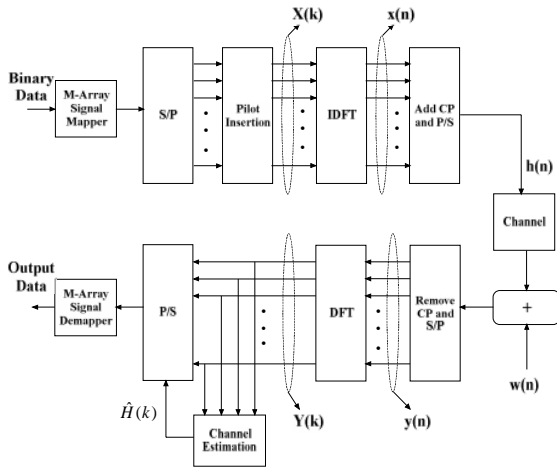 X(k)
x(n)
Binary
Data
M-Array
Signal
Mapper
S/P
Pilot
Insertion
IDFT
Add CP
and P/S
h(n)
Channel
Output
Data
M-Array
Signal
Demapper
P/S
DFT
Remove
CP and
S/P
+
w(n)
Ĥ(k)
Channel
Estimation
Y(k)
y(n)